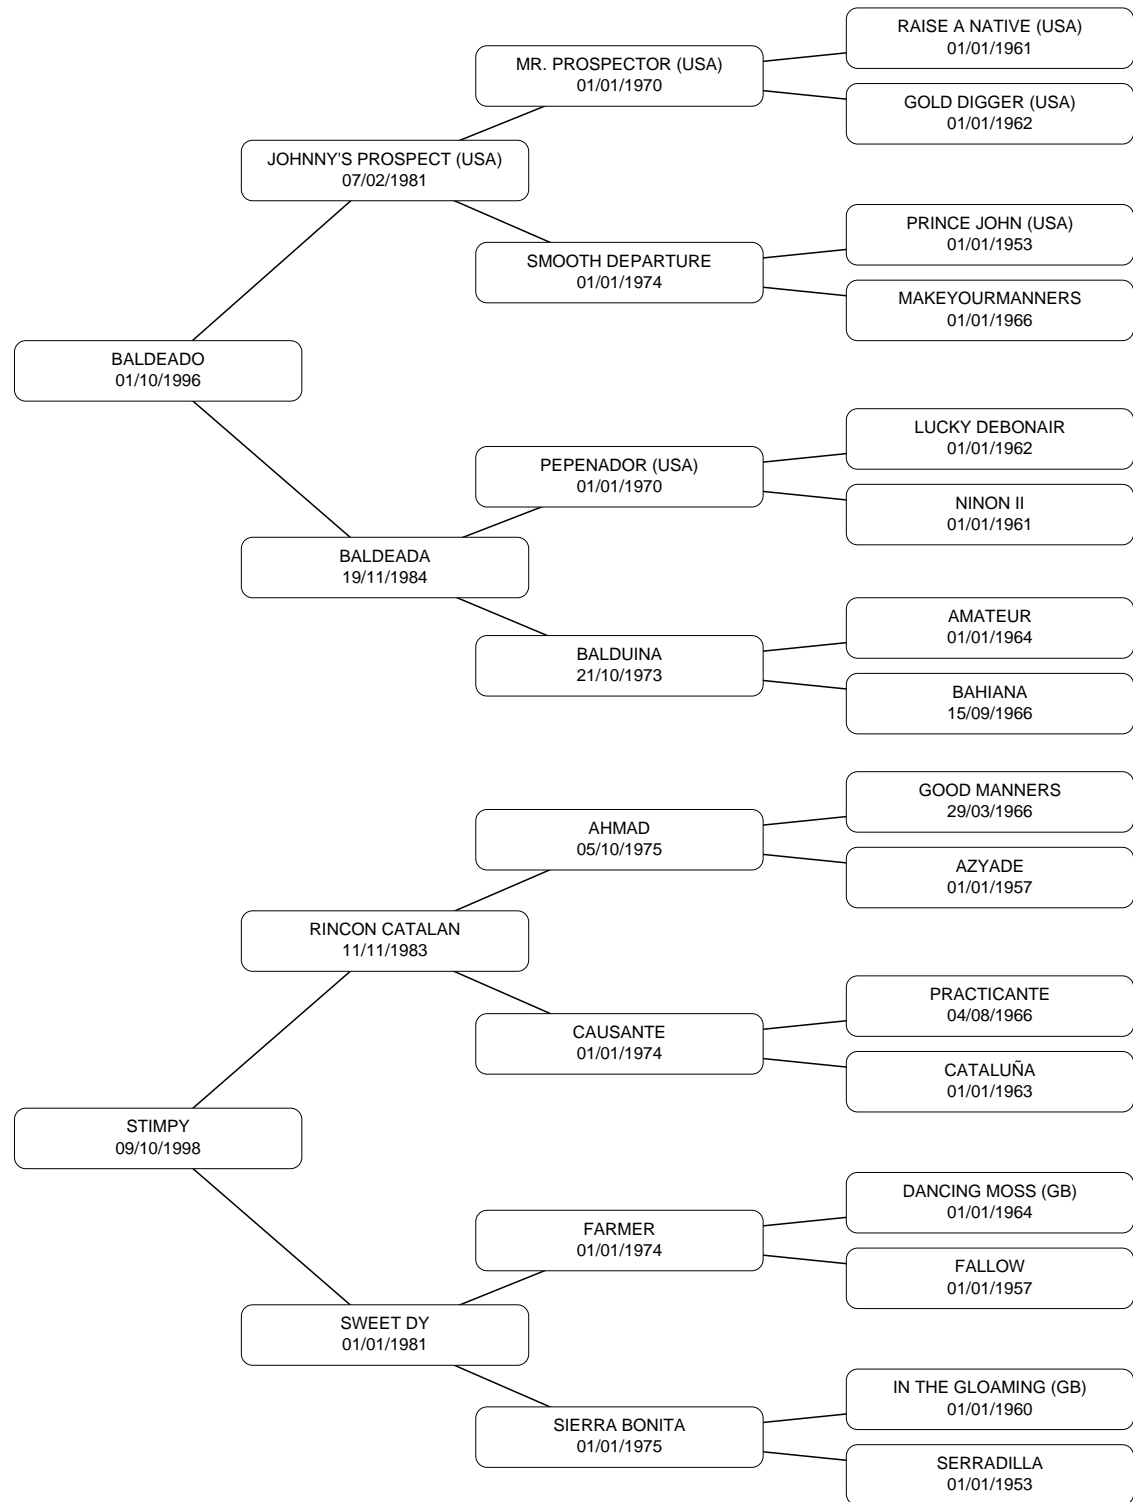 RAISE A NATIVE (USA)
01/01/1961
MR. PROSPECTOR (USA)
01/01/1970
GOLD DIGGER (USA)
01/01/1962
JOHNNY'S PROSPECT (USA)
07/02/1981
PRINCE JOHN (USA)
01/01/1953
SMOOTH DEPARTURE
01/01/1974
MAKEYOURMANNERS
01/01/1966
BALDEADO
01/10/1996
LUCKY DEBONAIR
01/01/1962
PEPENADOR (USA)
01/01/1970
NINON II
01/01/1961
BALDEADA
19/11/1984
AMATEUR
01/01/1964
BALDUINA
21/10/1973
BAHIANA
15/09/1966
GOOD MANNERS
29/03/1966
AHMAD
05/10/1975
AZYADE
01/01/1957
RINCON CATALAN
11/11/1983
PRACTICANTE
04/08/1966
CAUSANTE
01/01/1974
CATALUÑA
01/01/1963
STIMPY
09/10/1998
DANCING MOSS (GB)
01/01/1964
FARMER
01/01/1974
FALLOW
01/01/1957
SWEET DY
01/01/1981
IN THE GLOAMING (GB)
01/01/1960
SIERRA BONITA
01/01/1975
SERRADILLA
01/01/1953